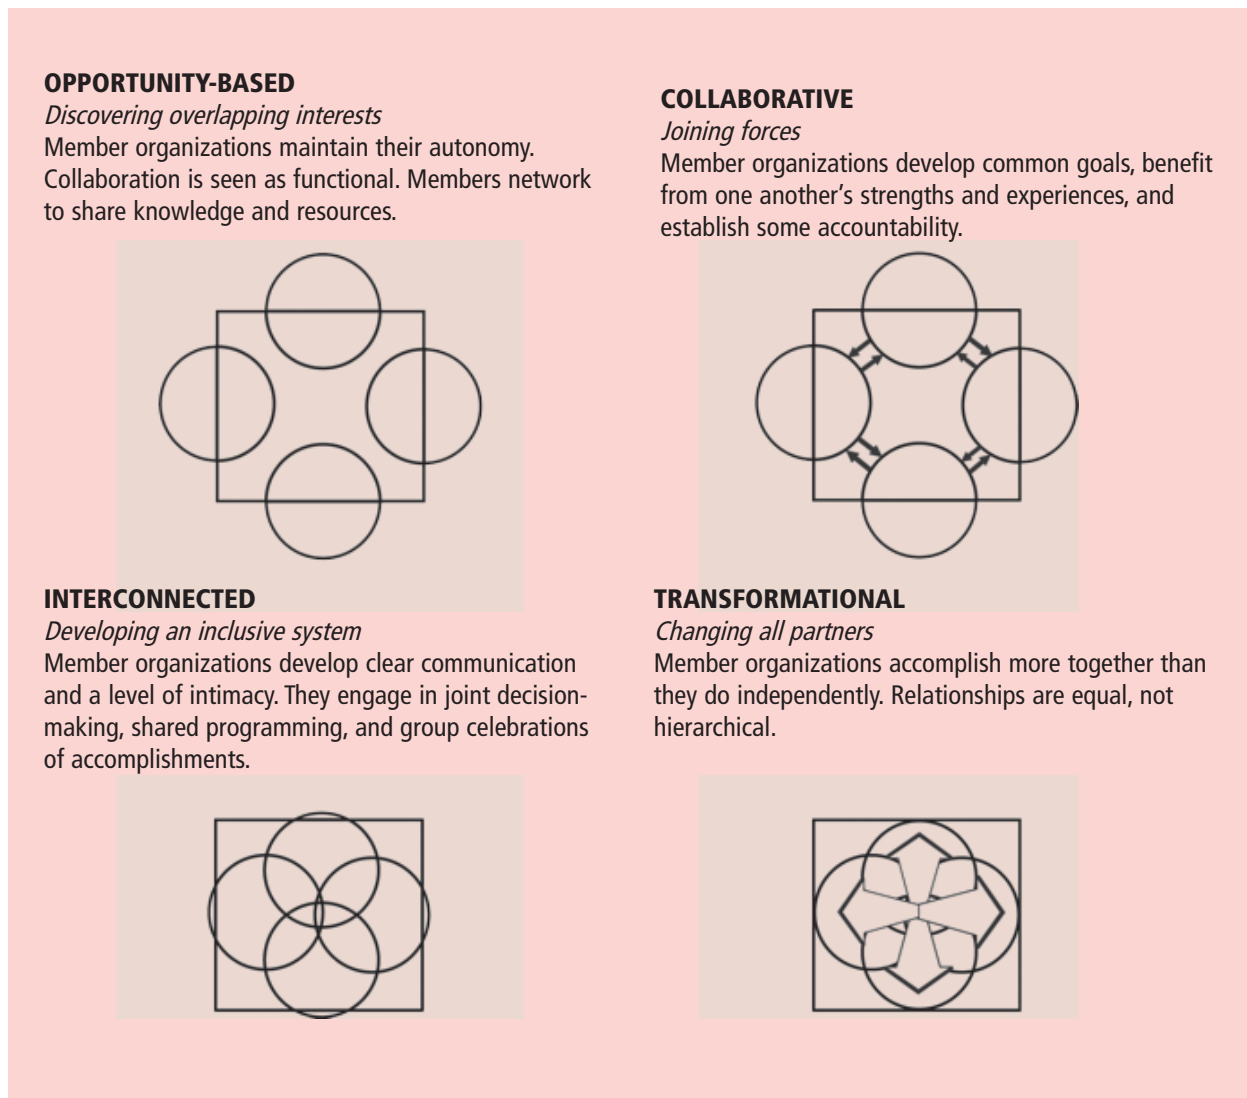 OPPORTUNITY-BASED
Discovering overlapping interests
Member organizations maintain their autonomy.
Collaboration is seen as functional. Members network
to share knowledge and resources.
COLLABORATIVE
Joining forces
Member organizations develop common goals, benefit
from one another’s strengths and experiences, and
establish some accountability.
INTERCONNECTED
Developing an inclusive system
Member organizations develop clear communication
and a level of intimacy. They engage in joint decision-
making, shared programming, and group celebrations
of accomplishments.
TRANSFORMATIONAL
Changing all partners
Member organizations accomplish more together than
they do independently. Relationships are equal, not
hierarchical.